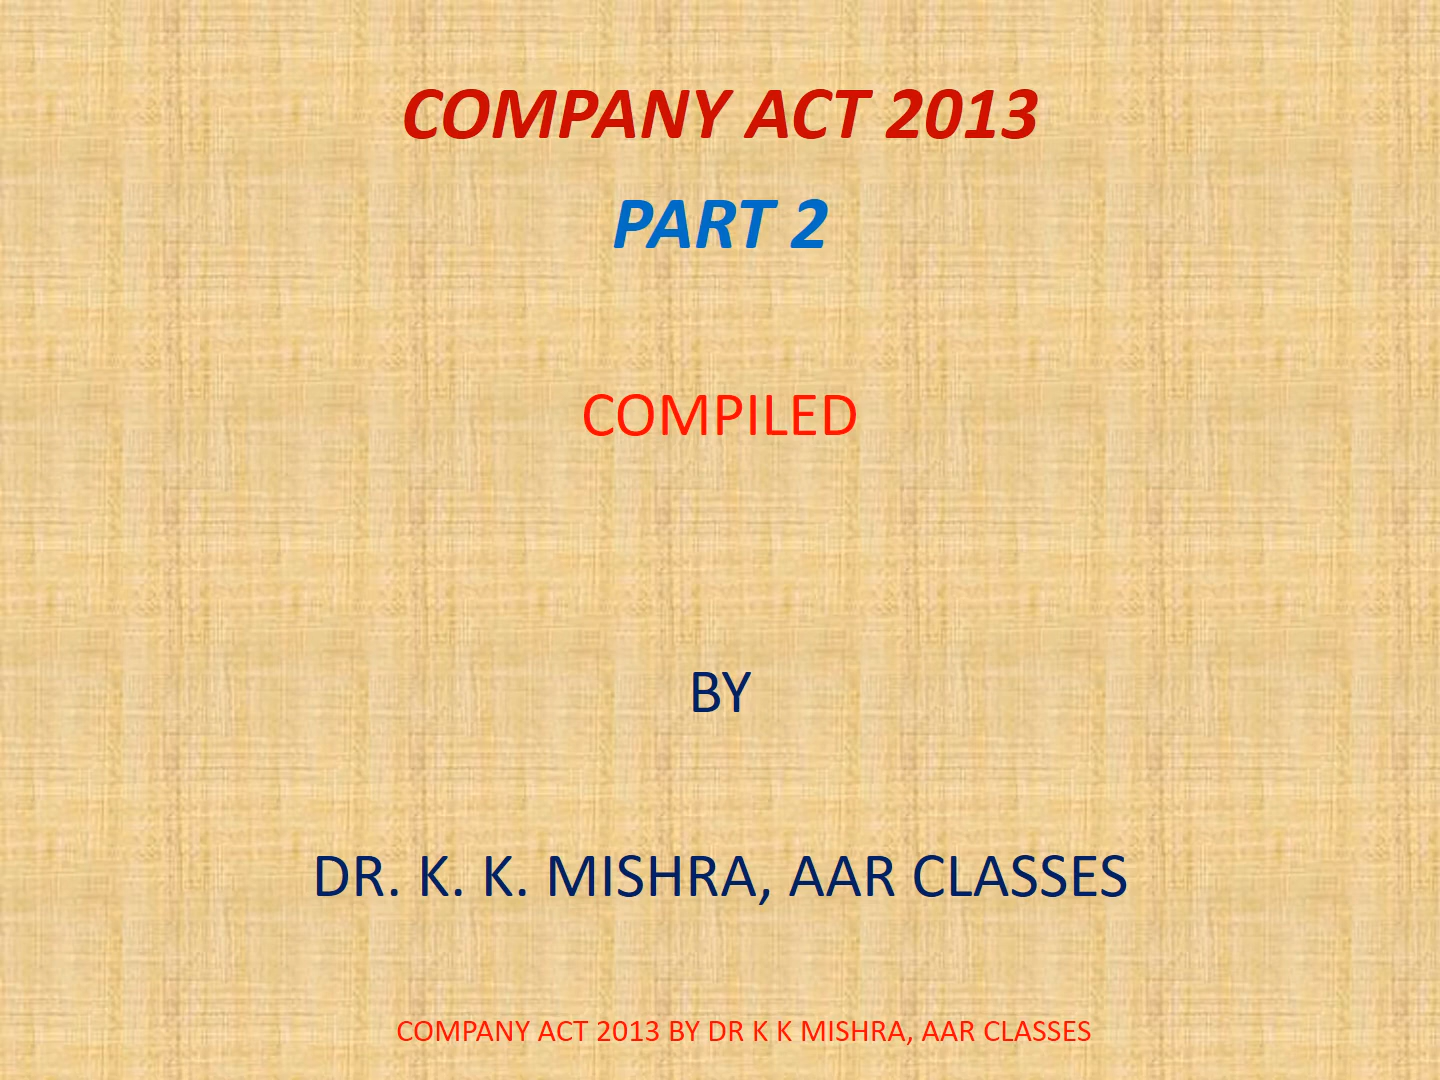 COMPANY ACT 2013
PART 2
COMPILED
BY
DR. K. K. MISHRA, AAR CLASSES
COMPANY ACT 2013 BY DR K K MISHRA, AAR CLASSES